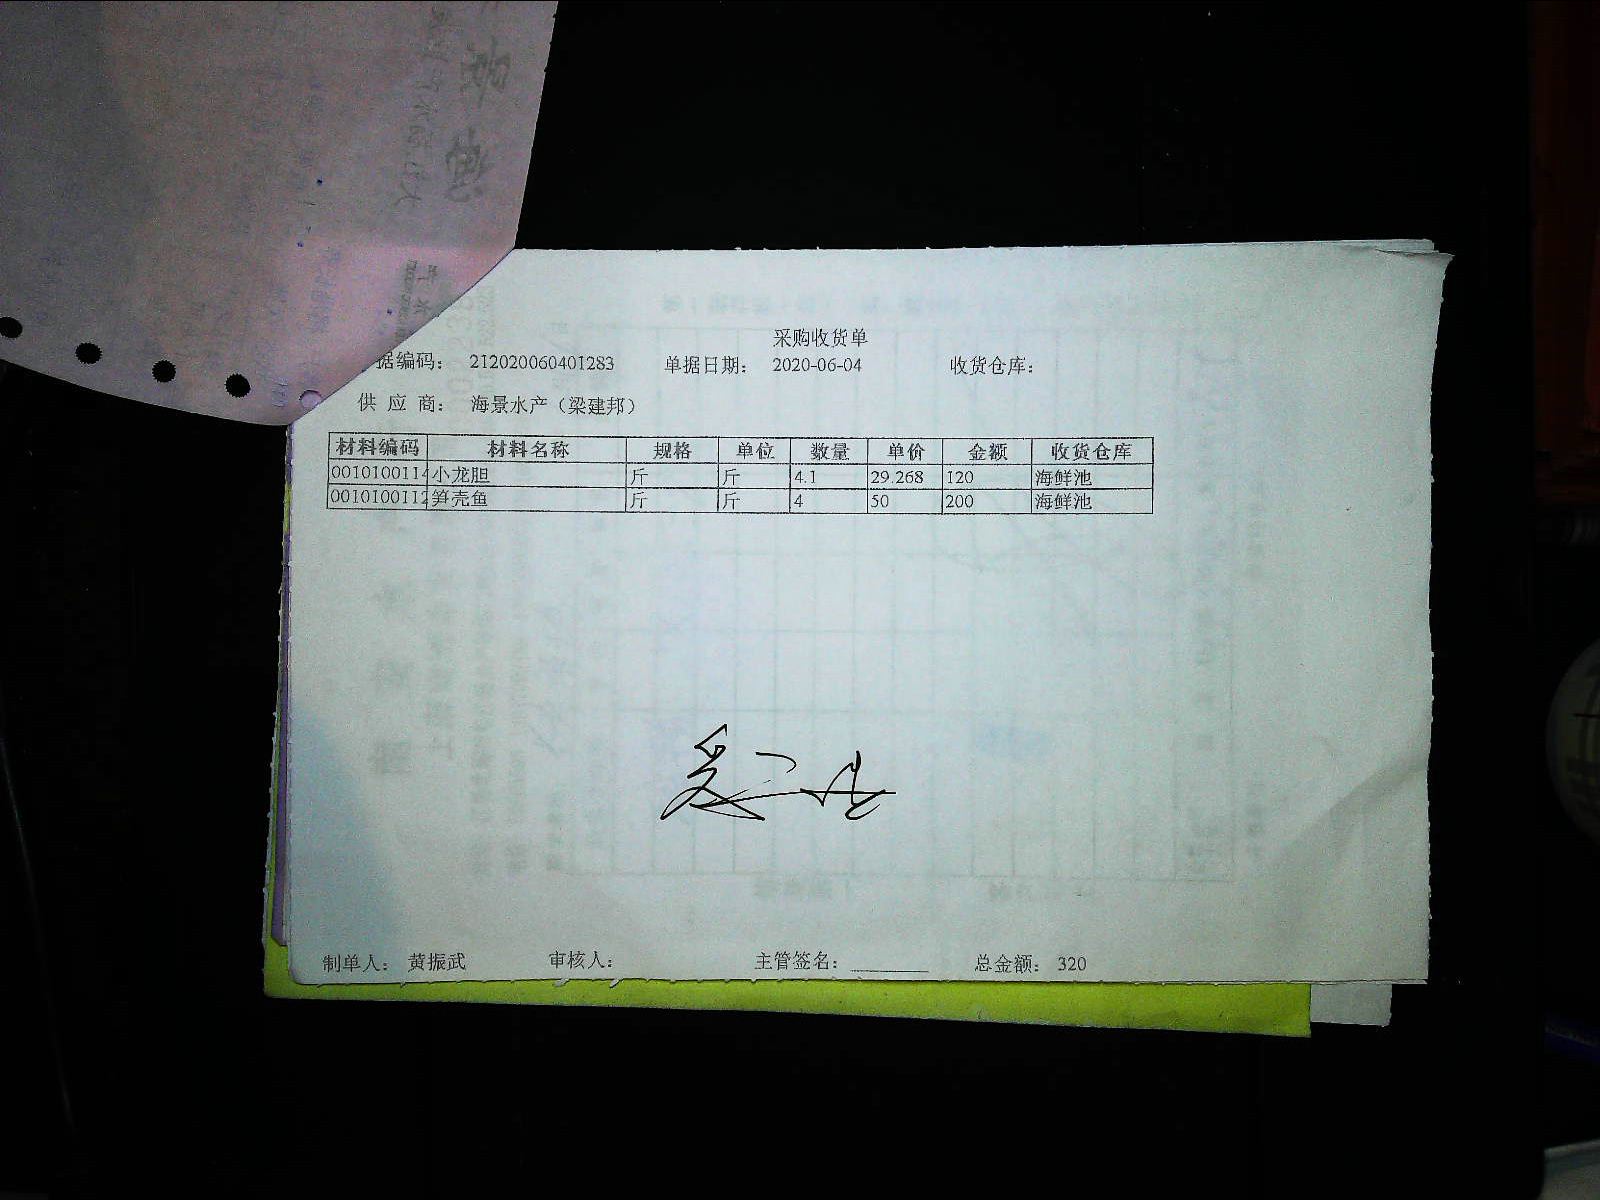 采购收货单
据编码： 212020060401283 单据日期： 2020-06-04 收货仓库：
供 应 商： 海景水产（梁建邦）
材料编码 材料名称 规格 单位 数量 单价 金额 收货仓库
0010100114 小龙胆 斤 斤 4.1 29.268 120 海鲜池
0010100112 笋壳鱼 斤 斤 4 50 200 海鲜池
制单人： 黄振武 审核人： 主管签名： 总金额： 320